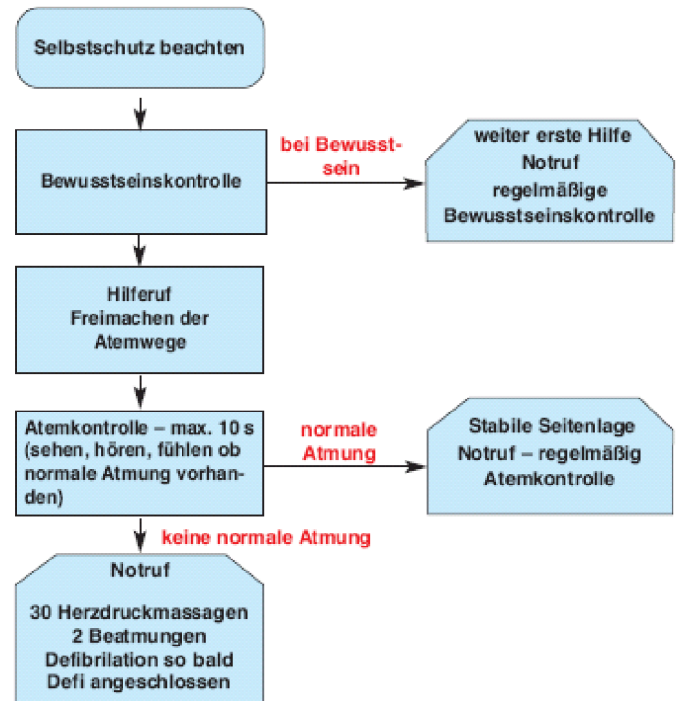 Selbstschutz beachten
Bewusstseinskontrolle
bei Bewusst-
sein
weiter erste Hilfe
Notruf
regelmäßige
Bewusstseinskontrolle
Hilferuf
Freimachen der
Atemwege
Atemkontrolle – max. 10 s
(sehen, hören, fühlen ob
normale Atmung vorhan-
den)
normale
Atmung
Stabile Seitenlage
Notruf – regelmäßig
Atemkontrolle
keine normale Atmung
Notruf
30 Herzdruckmassagen
2 Beatmungen
Defibrilation so bald
Defi angeschlossen